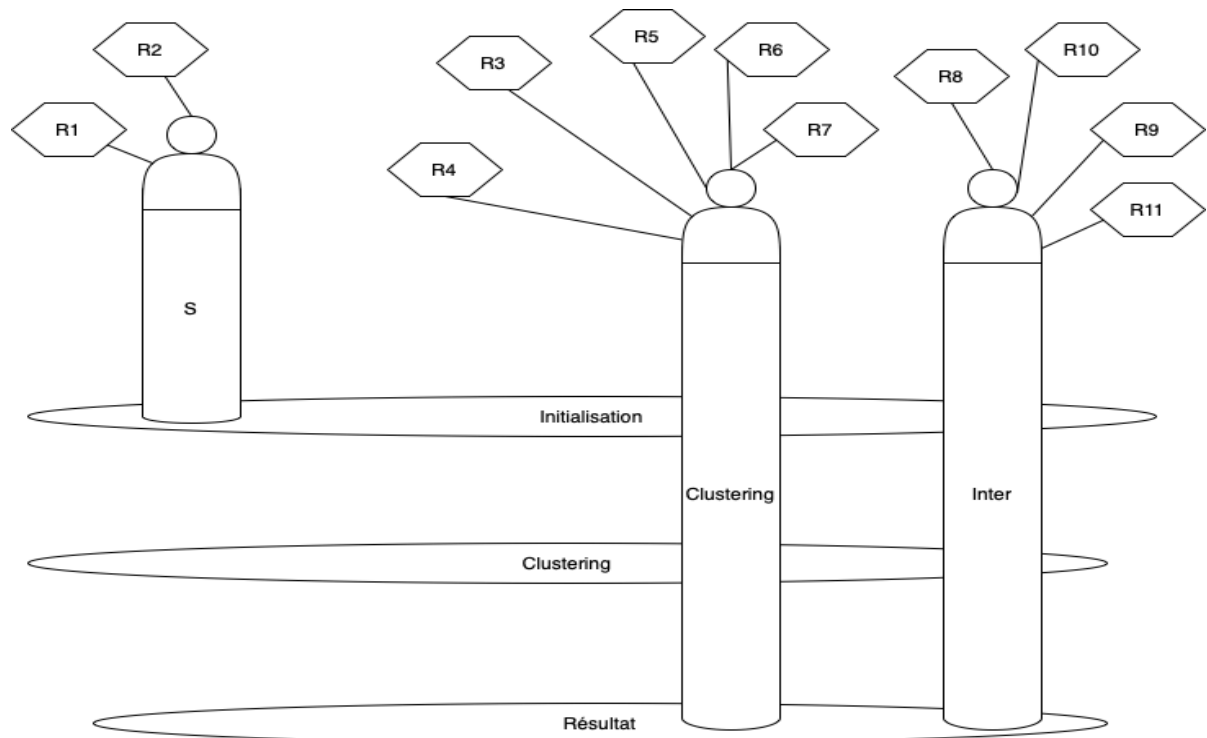 R2
R5
R6
R10
R3
R8
R1
R7
R9
R4
R11
S
Initialisation
Clustering
Inter
Clustering
Résultat